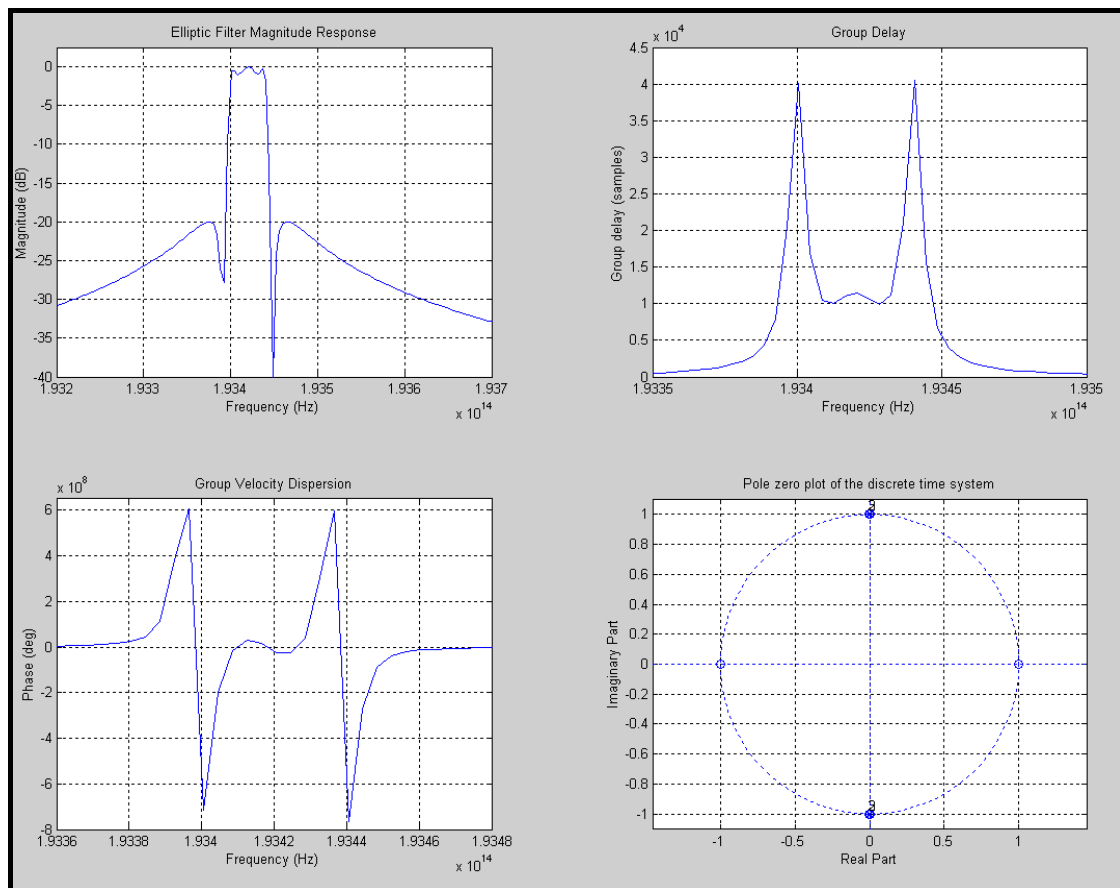 Elliptic Filter Magnitude Response
0
-5
-10
-15
-20
-25
-30
-35
-40
Magnitude (dB)
1.932 1.933 1.934 1.935 1.936 1.937
Frequency (Hz)
x 10^14
Group Delay
x 10^4
4.5
4
3.5
3
2.5
2
1.5
1
0.5
0
Group delay (samples)
1.9335 1.934 1.9345 1.935
Frequency (Hz)
x 10^14
Group Velocity Dispersion
x 10^8
6
4
2
0
-2
-4
-6
-8
Phase (deg)
1.9336 1.9338 1.934 1.9342 1.9344 1.9346 1.9348
Frequency (Hz)
x 10^14
Pole zero plot of the discrete time system
1
0.8
0.6
0.4
0.2
0
-0.2
-0.4
-0.6
-0.8
-1
Imaginary Part
-1 -0.5 0 0.5 1
Real Part